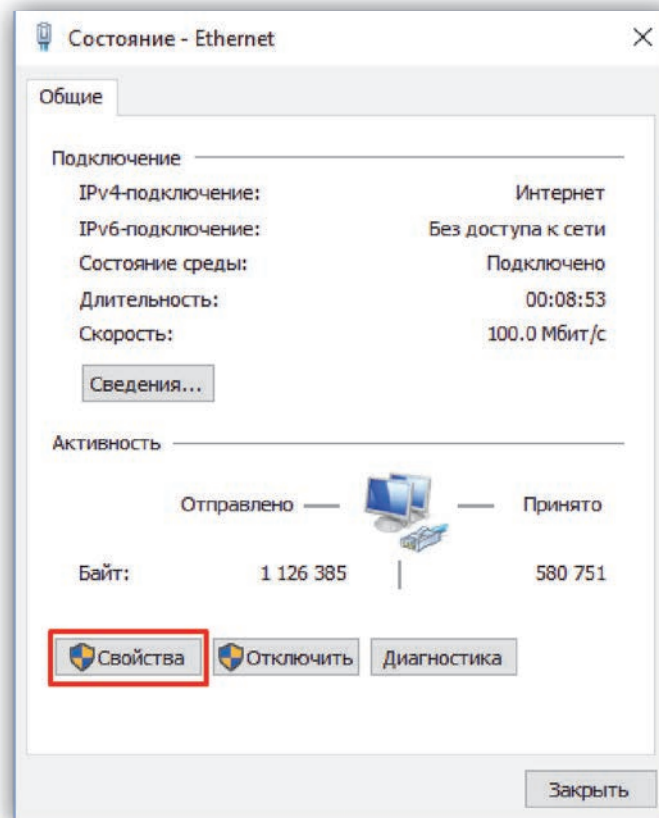 Состояние - Ethernet
Общие
Подключение
IPv4-подключение: Интернет
IPv6-подключение: Без доступа к сети
Состояние среды: Подключено
Длительность: 00:08:53
Скорость: 100.0 Мбит/с
Сведения...
Активность
Отправлено — Принято
Байт: 1 126 385 580 751
Свойства Отключить Диагностика
Закрыть